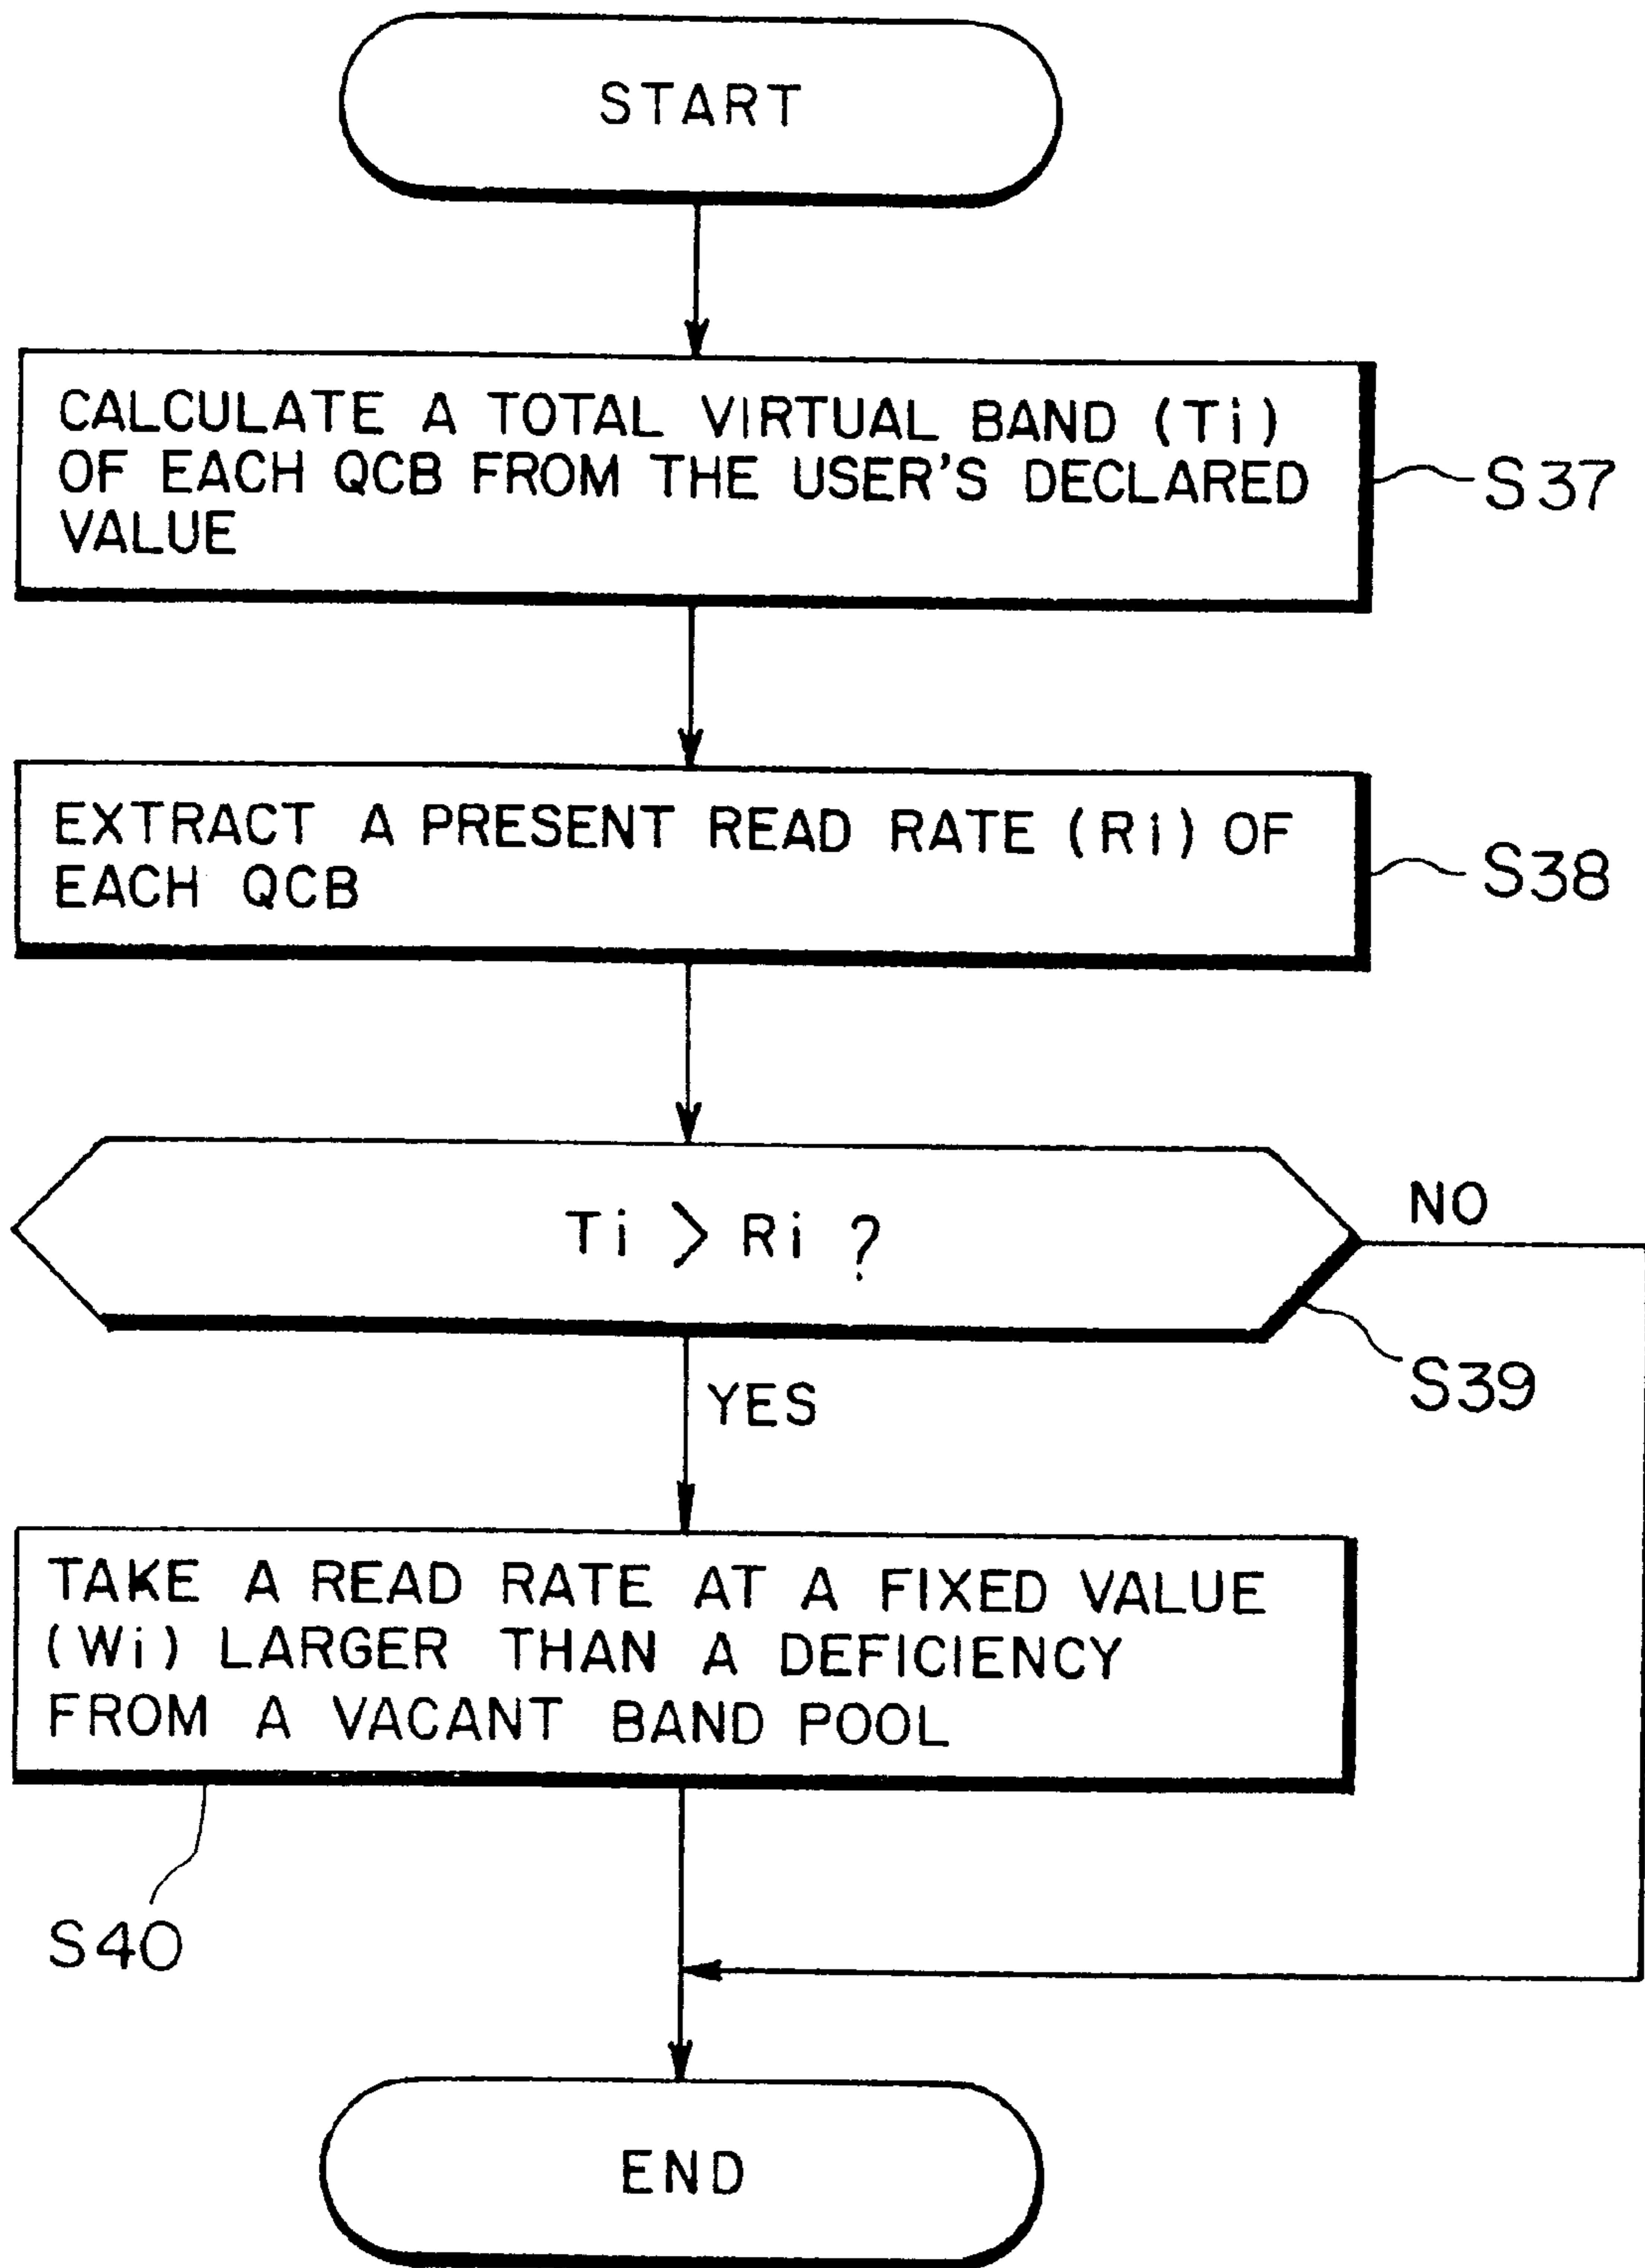 START
CALCULATE A TOTAL VIRTUAL BAND (Ti)
OF EACH QCB FROM THE USER'S DECLARED
VALUE
S37
EXTRACT A PRESENT READ RATE (Ri) OF
EACH QCB
S38
Ti > Ri ?
NO
S39
YES
TAKE A READ RATE AT A FIXED VALUE
(Wi) LARGER THAN A DEFICIENCY
FROM A VACANT BAND POOL
S40
END